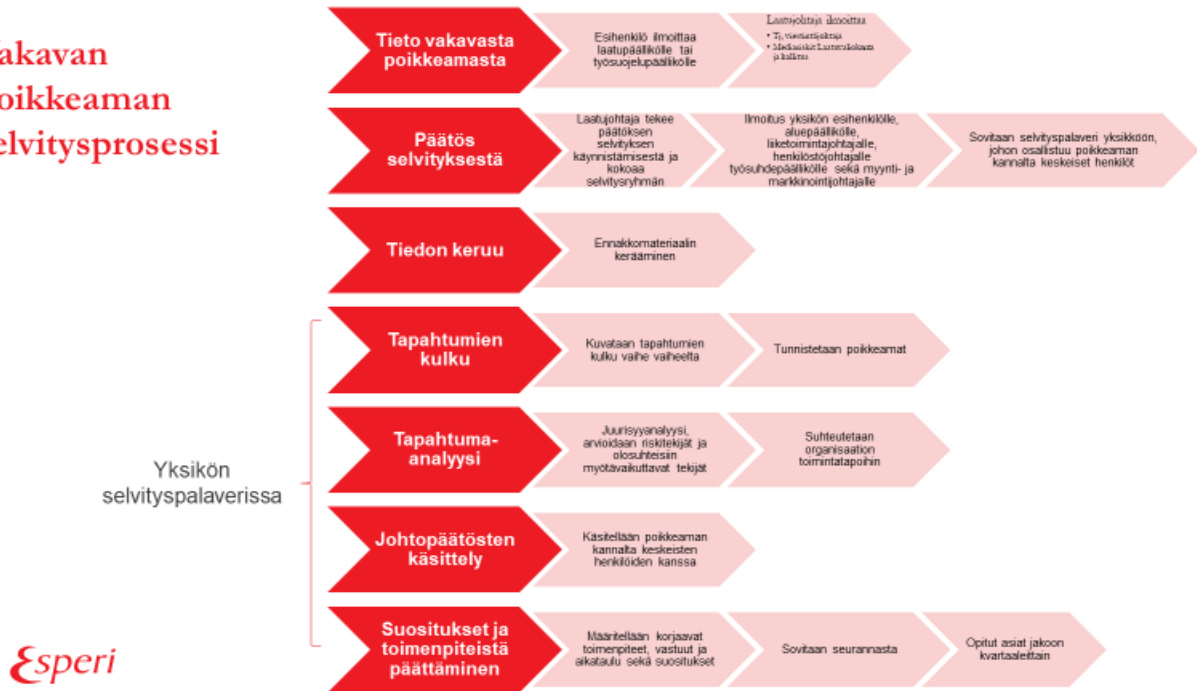 akavan
oikkeaman
elvitysprosessi
Tieto vakavasta
poikkeamasta
Esihenkilö ilmoittaa
laatupäällikölle tai
työsuojelupäällikölle
Laatujohtaja ilmoittaa
Päätös
selvityksestä
Laatujohtaja tekee
päätöksen
selvityksen
käynnistämisestä ja
kokoaa
selvitysryhmän
Ilmoitus yksikön esihenkilölle,
aluepäällikölle,
liiketoimintajohtajalle,
henkilöstöjohtajalle
työsuhdepäällikölle sekä myynti- ja
markkinointijohtajalle
Sovitaan selvityspalaveri yksikköön,
johon osallistuu poikkeaman
kannalta keskeiset henkilöt
Tiedon keruu
Ennakkomateriaalin
kerääminen
Tapahtumien
kulku
Kuvataan tapahtumien
kulku vaihe vaiheelta
Tunnistetaan poikkeamat
Yksikön
selvityspalaverissa
Tapahtuma-
analyysi
Juurisyyanalyysi,
arvioidaan riskitekijät ja
olosuhteisiin
myötävaikuttavat tekijät
Suhteutetaan
organisaation
toimintatapoihin
Johtopäätösten
käsittely
Käsitellään poikkeaman
kannalta keskeisten
henkilöiden kanssa
Suositukset ja
toimenpiteistä
päättäminen
Määritellään korjaavat
toimenpiteet, vastuut ja
aikataulu sekä suositukset
Sovitaan seurannasta
Opitut asiat jakoon
kvartaaleittain
Esperi